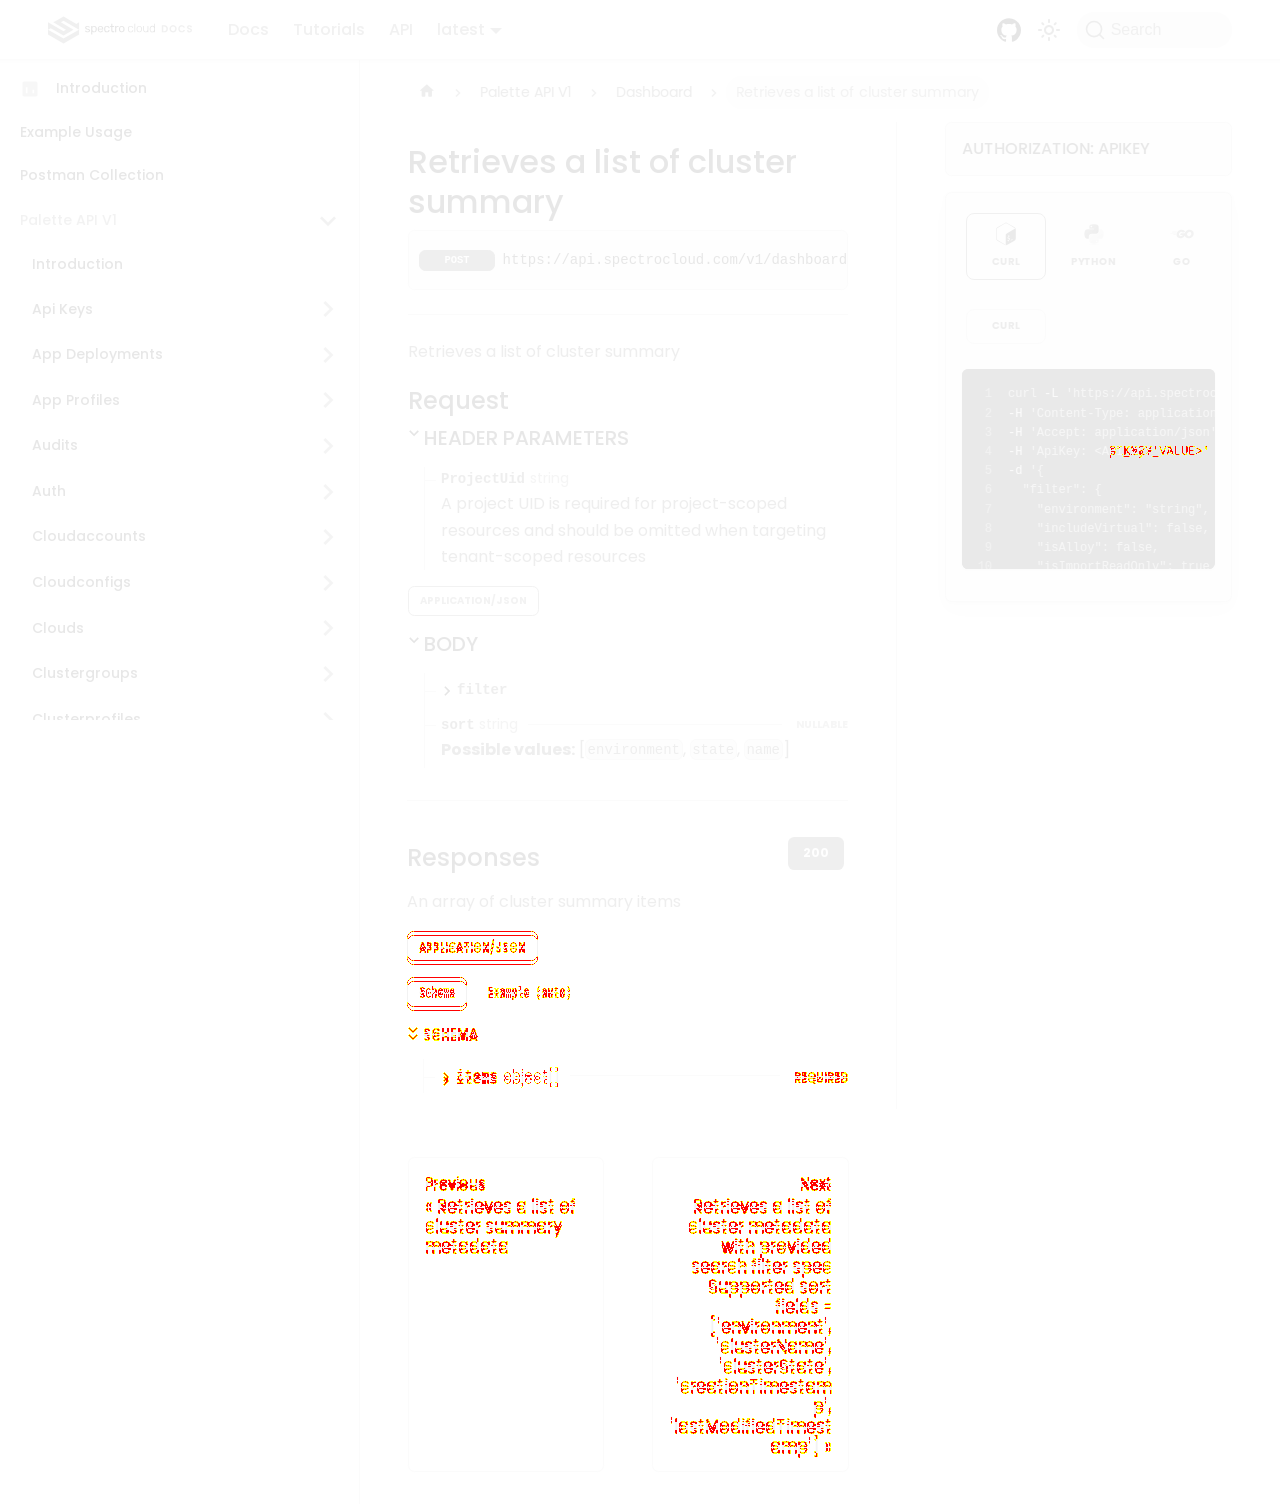 spectro cloud DOCS
Docs
Tutorials
API
latest
Search
Introduction
Example Usage
Postman Collection
Palette API V1
Introduction
Api Keys
App Deployments
App Profiles
Audits
Auth
Cloudaccounts
Cloudconfigs
Clouds
Clustergroups
Clusterprofiles
Palette API V1
Dashboard
Retrieves a list of cluster summary
Retrieves a list of cluster
summary
POST
https://api.spectrocloud.com/v1/dashboard
Retrieves a list of cluster summary
Request
HEADER PARAMETERS
ProjectUid string
A project UID is required for project-scoped
resources and should be omitted when targeting
tenant-scoped resources
APPLICATION/JSON
BODY
filter
sort string
NULLABLE
Possible values: [environment, state, name]
Responses
200
An array of cluster summary items
APPLICATION/JSON
Schema
Example (auto)
SCHEMA
items object[]
REQUIRED
Previous
« Retrieves a list of
cluster summary
metadata
Next
Retrieves a list of
cluster metadata
with provided
search filter spec
Supported sort
fields =
[`environment`,
`clusterName`,
`clusterState`,
`creationTimestam
p`,
`lastModifiedTimest
amp`] »
AUTHORIZATION: APIKEY
CURL
PYTHON
-GO
GO
CURL
1 curl -L 'https://api.spectroc
2 -H 'Content-Type: application
3 -H 'Accept: application/json'
4 -H 'ApiKey:
5 -d '{
6 "filter": {
7 "environment": "string",
8 "includeVirtual": false,
9 "isAlloy": false,
10 "isImportReadOnly": true